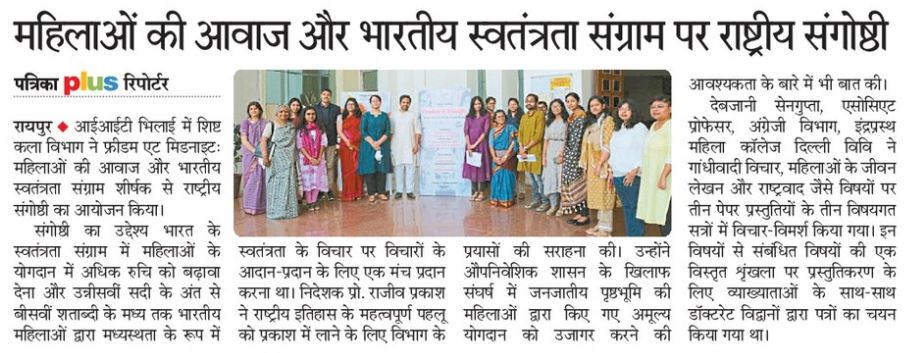 महिलाओं की आवाज और भारतीय स्वतंत्रता संग्राम पर राष्ट्रीय संगोष्ठी
पत्रिका plus रिपोर्टर
रायपुर ◆ आईआईटी भिलाई में शिष्ट
कला विभाग ने फ्रीडम एट मिडनाइट:
महिलाओं की आवाज और भारतीय
स्वतंत्रता संग्राम शीर्षक से राष्ट्रीय
संगोष्ठी का आयोजन किया।
संगोष्ठी का उद्देश्य भारत के
स्वतंत्रता संग्राम में महिलाओं के
योगदान में अधिक रुचि को बढ़ावा
देना और उन्नीसवीं सदी के अंत से
बीसवीं शताब्दी के मध्य तक भारतीय
महिलाओं द्वारा मध्यस्थता के रूप में
स्वतंत्रता के विचार पर विचारों के
आदान-प्रदान के लिए एक मंच प्रदान
करना था। निदेशक प्रो. राजीव प्रकाश
ने राष्ट्रीय इतिहास के महत्वपूर्ण पहलू
को प्रकाश में लाने के लिए विभाग के
प्रयासों की सराहना की। उन्होंने
औपनिवेशिक शासन के खिलाफ
संघर्ष में जनजातीय पृष्ठभूमि की
महिलाओं द्वारा किए गए अमूल्य
योगदान को उजागर करने की
आवश्यकता के बारे में भी बात की।
देबजानी सेनगुप्ता, एसोसिएट
प्रोफेसर, अंग्रेजी विभाग, इंद्रप्रस्थ
महिला कॉलेज दिल्ली विवि ने
गांधीवादी विचार, महिलाओं के जीवन
लेखन और राष्ट्रवाद जैसे विषयों पर
तीन पेपर प्रस्तुतियों के तीन विषयगत
सत्रों में विचार-विमर्श किया गया। इन
विषयों से संबंधित विषयों की एक
विस्तृत शृंखला पर प्रस्तुतिकरण के
लिए व्याख्याताओं के साथ-साथ
डॉक्टरेट विद्वानों द्वारा पत्रों का चयन
किया गया था।